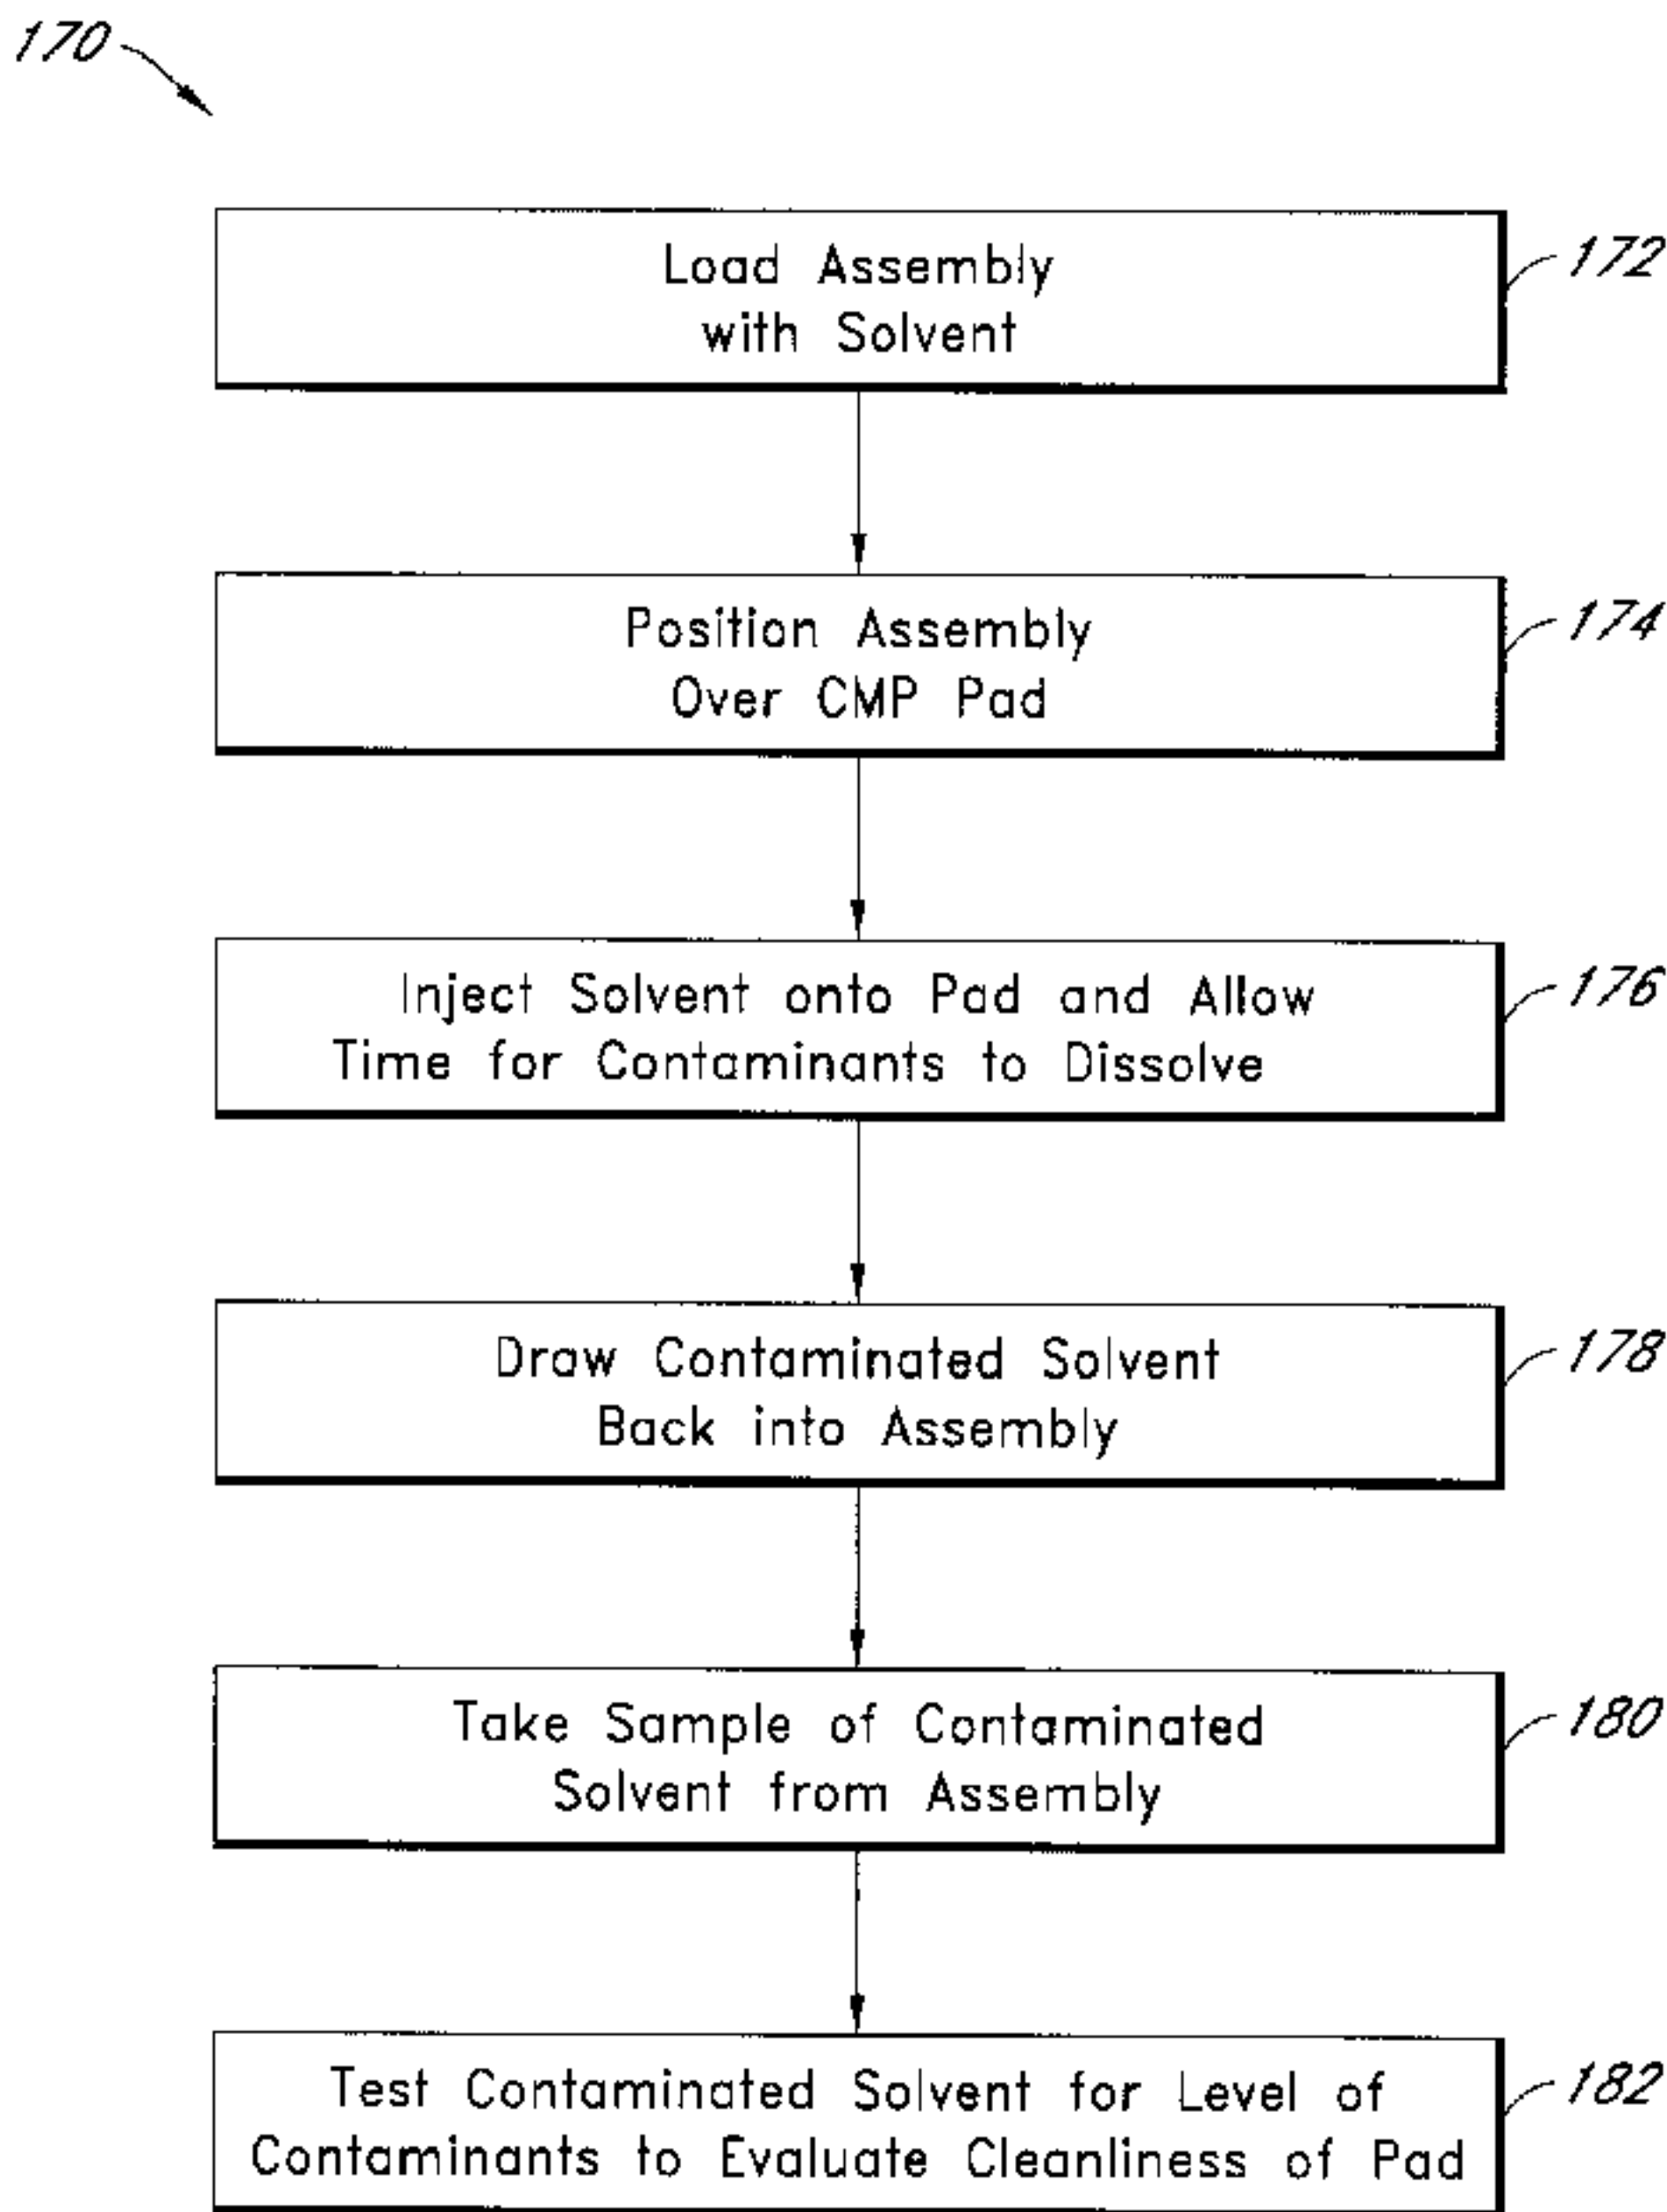 170
Load Assembly
with Solvent
172
Position Assembly
Over CMP Pad
174
Inject Solvent onto Pad and Allow
Time for Contaminants to Dissolve
176
Draw Contaminated Solvent
Back into Assembly
178
Take Sample of Contaminated
Solvent from Assembly
180
Test Contaminated Solvent for Level of
Contaminants to Evaluate Cleanliness of Pad
182